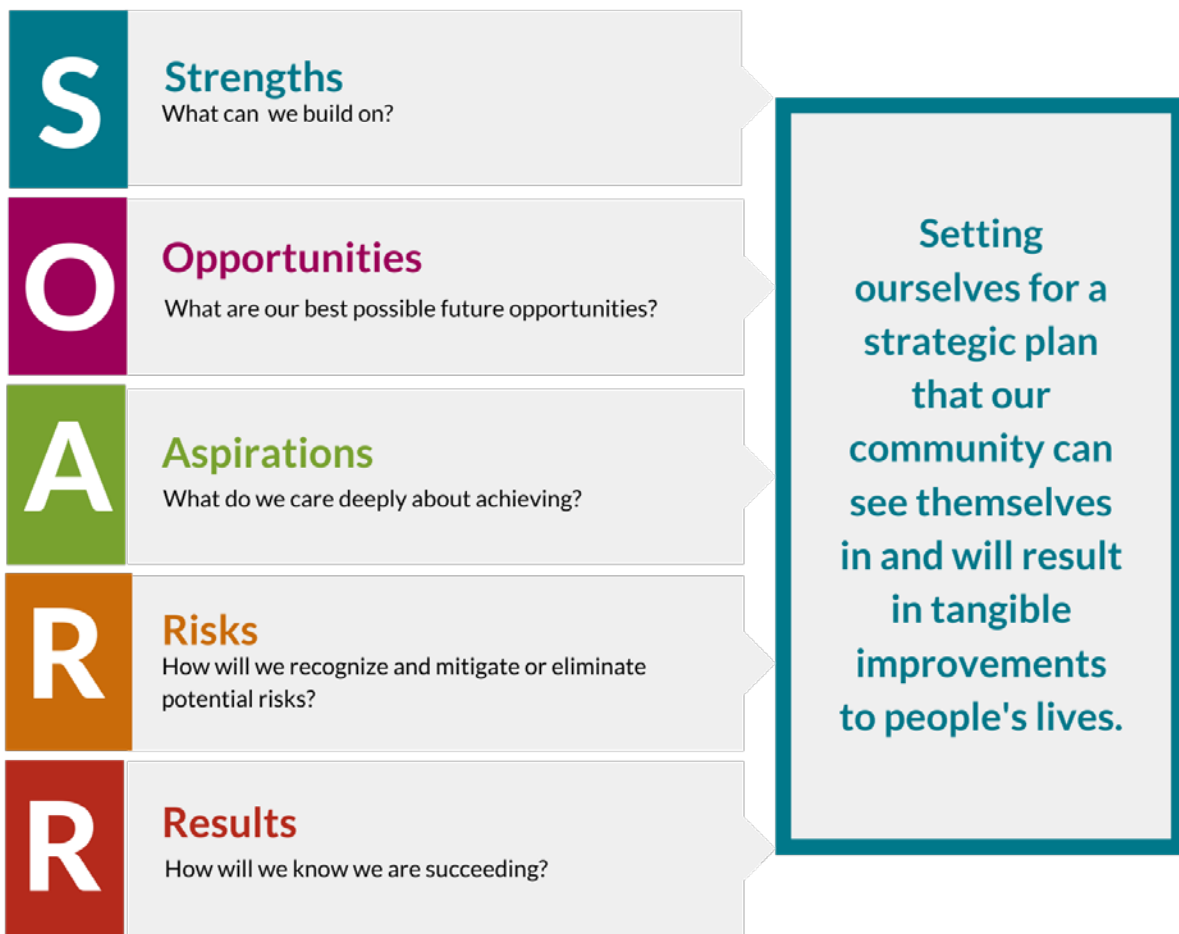 S
Strengths
What can we build on?
O
Opportunities
What are our best possible future opportunities?
A
Aspirations
What do we care deeply about achieving?
R
Risks
How will we recognize and mitigate or eliminate
potential risks?
R
Results
How will we know we are succeeding?
Setting
ourselves for a
strategic plan
that our
community can
see themselves
in and will result
in tangible
improvements
to people's lives.